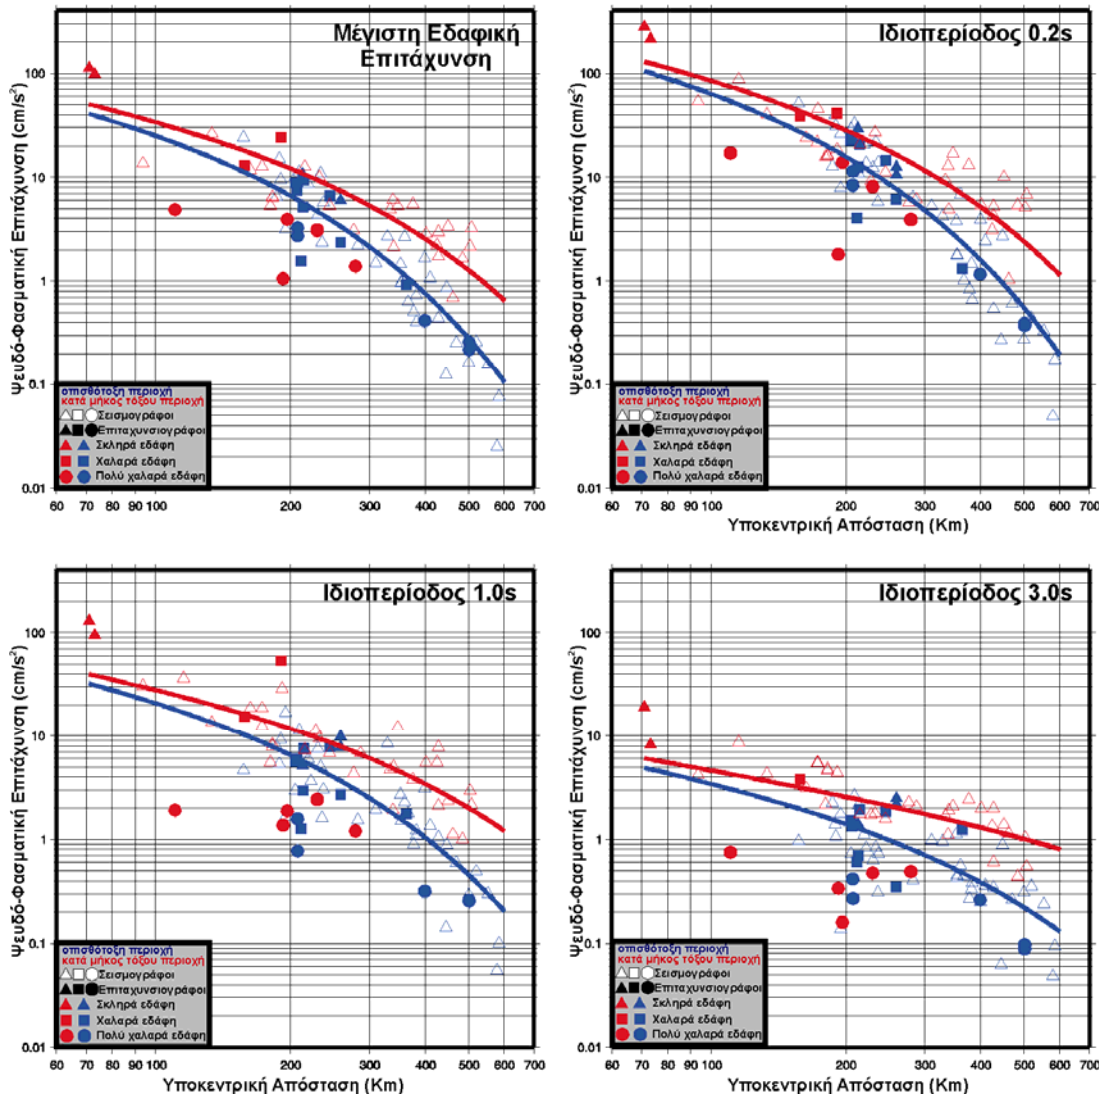 Μέγιστη Εδαφική
Επιτάχυνση
Ψευδό-Φασματική Επιτάχυνση (cm/s²)
100
10
1
0.1
0.01
οπισθότοξη περιοχή
κατά μήκος τόξου περιοχή
Σεισμογράφοι
Επιταχυνσιογράφοι
Σκληρά εδάφη
Χαλαρά εδάφη
Πολύ χαλαρά εδάφη
60 70 80 90 100 200 300 400 500 600 700
Ιδιοπερίοδος 0.2s
Ψευδό-Φασματική Επιτάχυνση (cm/s²)
100
10
1
0.1
0.01
οπισθότοξη περιοχή
κατά μήκος τόξου περιοχή
Σεισμογράφοι
Επιταχυνσιογράφοι
Σκληρά εδάφη
Χαλαρά εδάφη
Πολύ χαλαρά εδάφη
60 70 80 90 100 200 300 400 500 600 700
Υποκεντρική Απόσταση (Km)
Ιδιοπερίοδος 1.0s
Ψευδό-Φασματική Επιτάχυνση (cm/s²)
100
10
1
0.1
0.01
οπισθότοξη περιοχή
κατά μήκος τόξου περιοχή
Σεισμογράφοι
Επιταχυνσιογράφοι
Σκληρά εδάφη
Χαλαρά εδάφη
Πολύ χαλαρά εδάφη
60 70 80 90 100 200 300 400 500 600 700
Υποκεντρική Απόσταση (Km)
Ιδιοπερίοδος 3.0s
Ψευδό-Φασματική Επιτάχυνση (cm/s²)
100
10
1
0.1
0.01
οπισθότοξη περιοχή
κατά μήκος τόξου περιοχή
Σεισμογράφοι
Επιταχυνσιογράφοι
Σκληρά εδάφη
Χαλαρά εδάφη
Πολύ χαλαρά εδάφη
60 70 80 90 100 200 300 400 500 600 700
Υποκεντρική Απόσταση (Km)